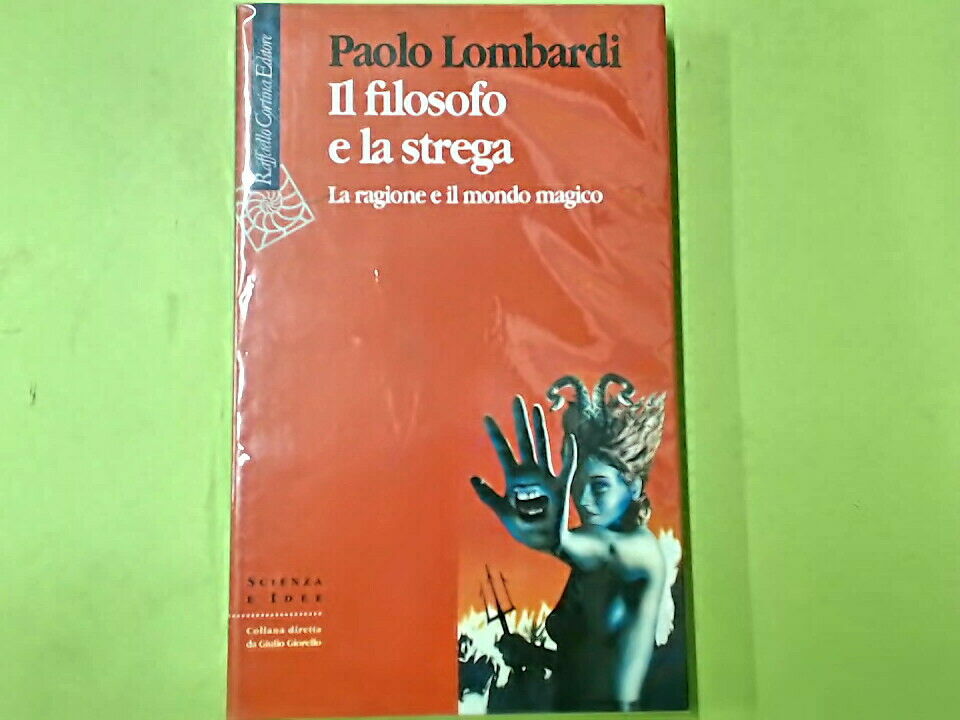 Raffaello Cortina Editore
Paolo Lombardi
Il filosofo
e la strega
La ragione e il mondo magico
SCIENZA
E IDEE
Collana diretta
da Giulio Giorello